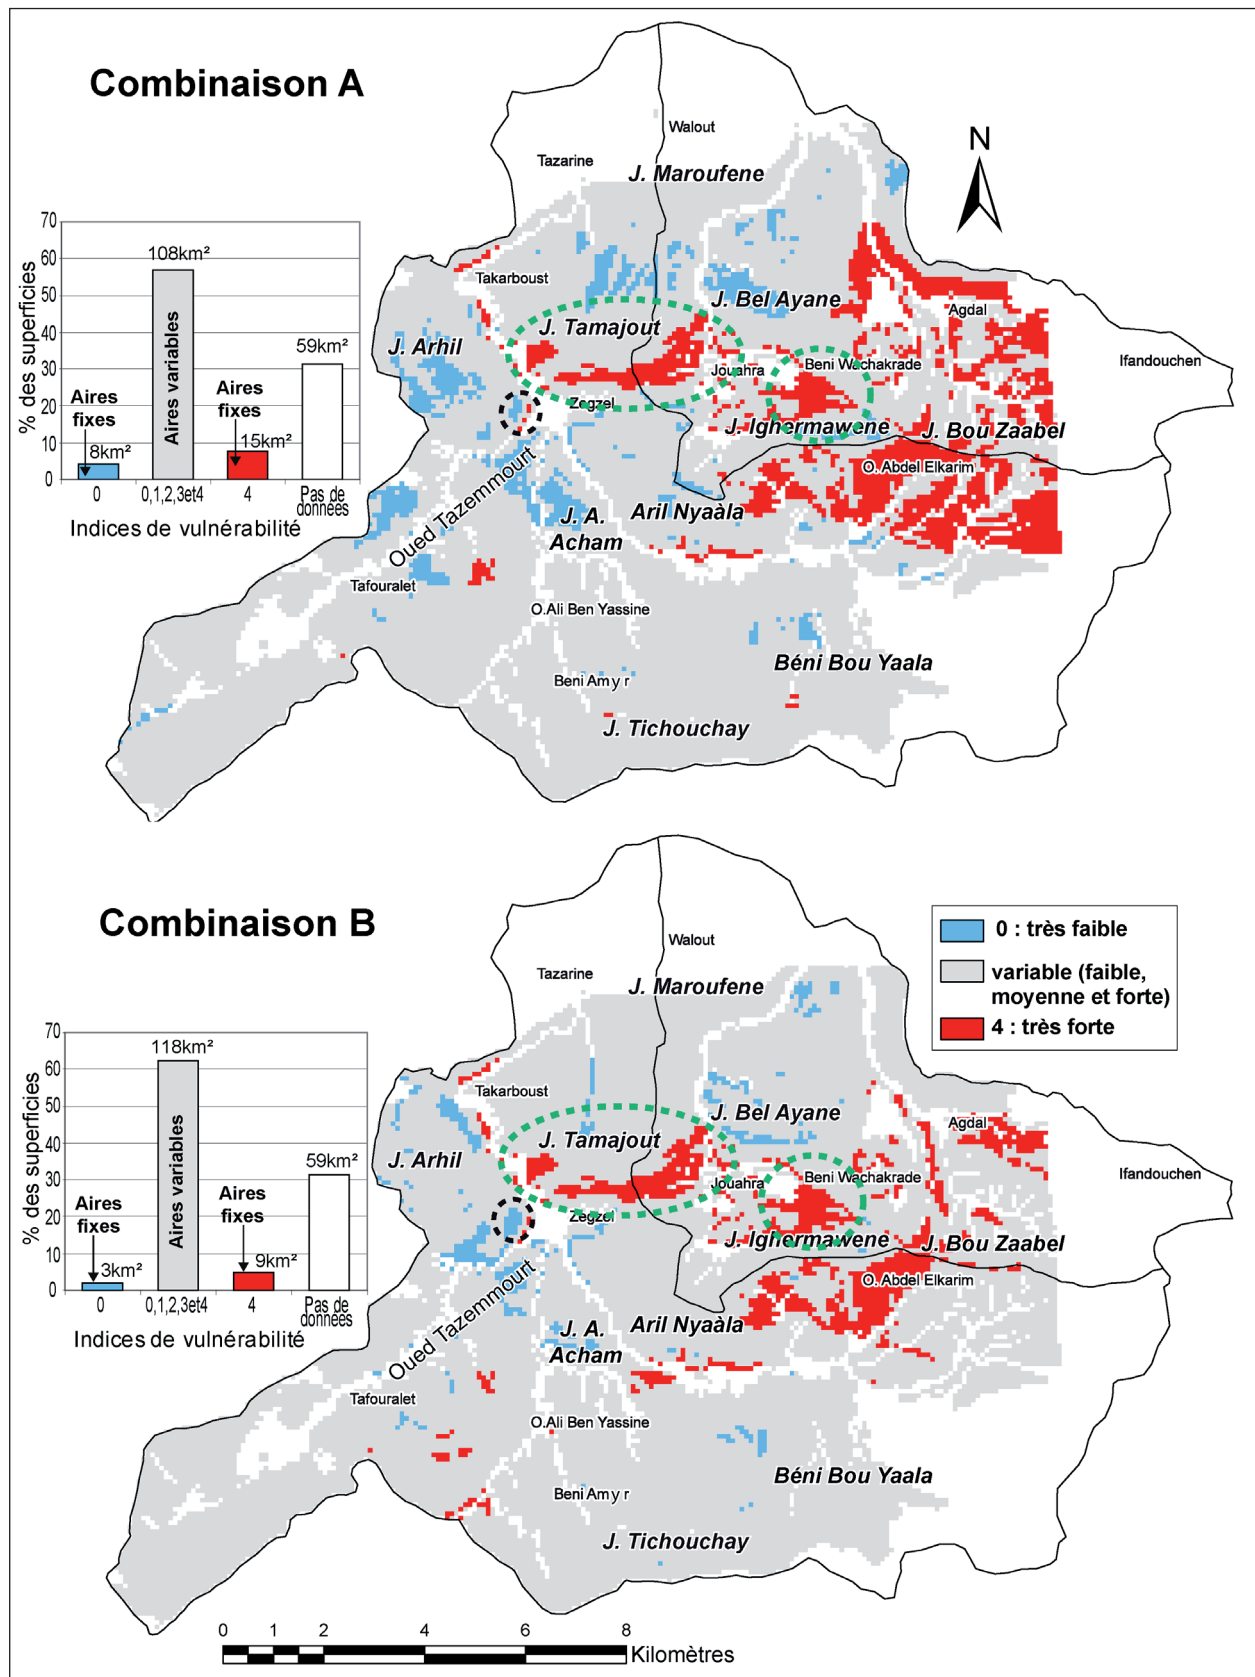 Combinaison A
N
Walout
Tazarine
J. Maroufene
% des superficies
70
60
50
40
30
20
10
0
108km²
59km²
Aires
fixes
8km²
Aires variables
Aires
fixes
15km²
0
0,1,2,3et4
4
Pas de
données
Indices de vulnérabilité
Takarboust
J. Bel Ayane
Agdal
J. Tamajout
J. Arhil
Ifandouchen
Jouahra
Beni Wachakrade
Zegzel
J. Ighermawene
J. Bou Zaabel
O. Abdel Elkarim
Oued Tazemmourt
Aril Nyaàla
J. A.
Acham
Tafouralet
O.Ali Ben Yassine
Béni Bou Yaala
Beni Amyr
J. Tichouchay
Combinaison B
0 : très faible
variable (faible,
moyenne et forte)
4 : très forte
Walout
Tazarine
J. Maroufene
% des superficies
70
60
50
40
30
20
10
0
118km²
59km²
Aires
fixes
3km²
Aires variables
Aires
fixes
9km²
0
0,1,2,3et4
4
Pas de
données
Indices de vulnérabilité
Takarboust
J. Bel Ayane
Agdal
J. Tamajout
J. Arhil
Ifandouchen
Jouahra
Beni Wachakrade
Zegzel
J. Ighermawene
J. Bou Zaabel
O. Abdel Elkarim
Oued Tazemmourt
Aril Nyaàla
J. A.
Acham
Tafouralet
O.Ali Ben Yassine
Béni Bou Yaala
Beni Amyr
J. Tichouchay
0 1 2 4 6 8
Kilomètres